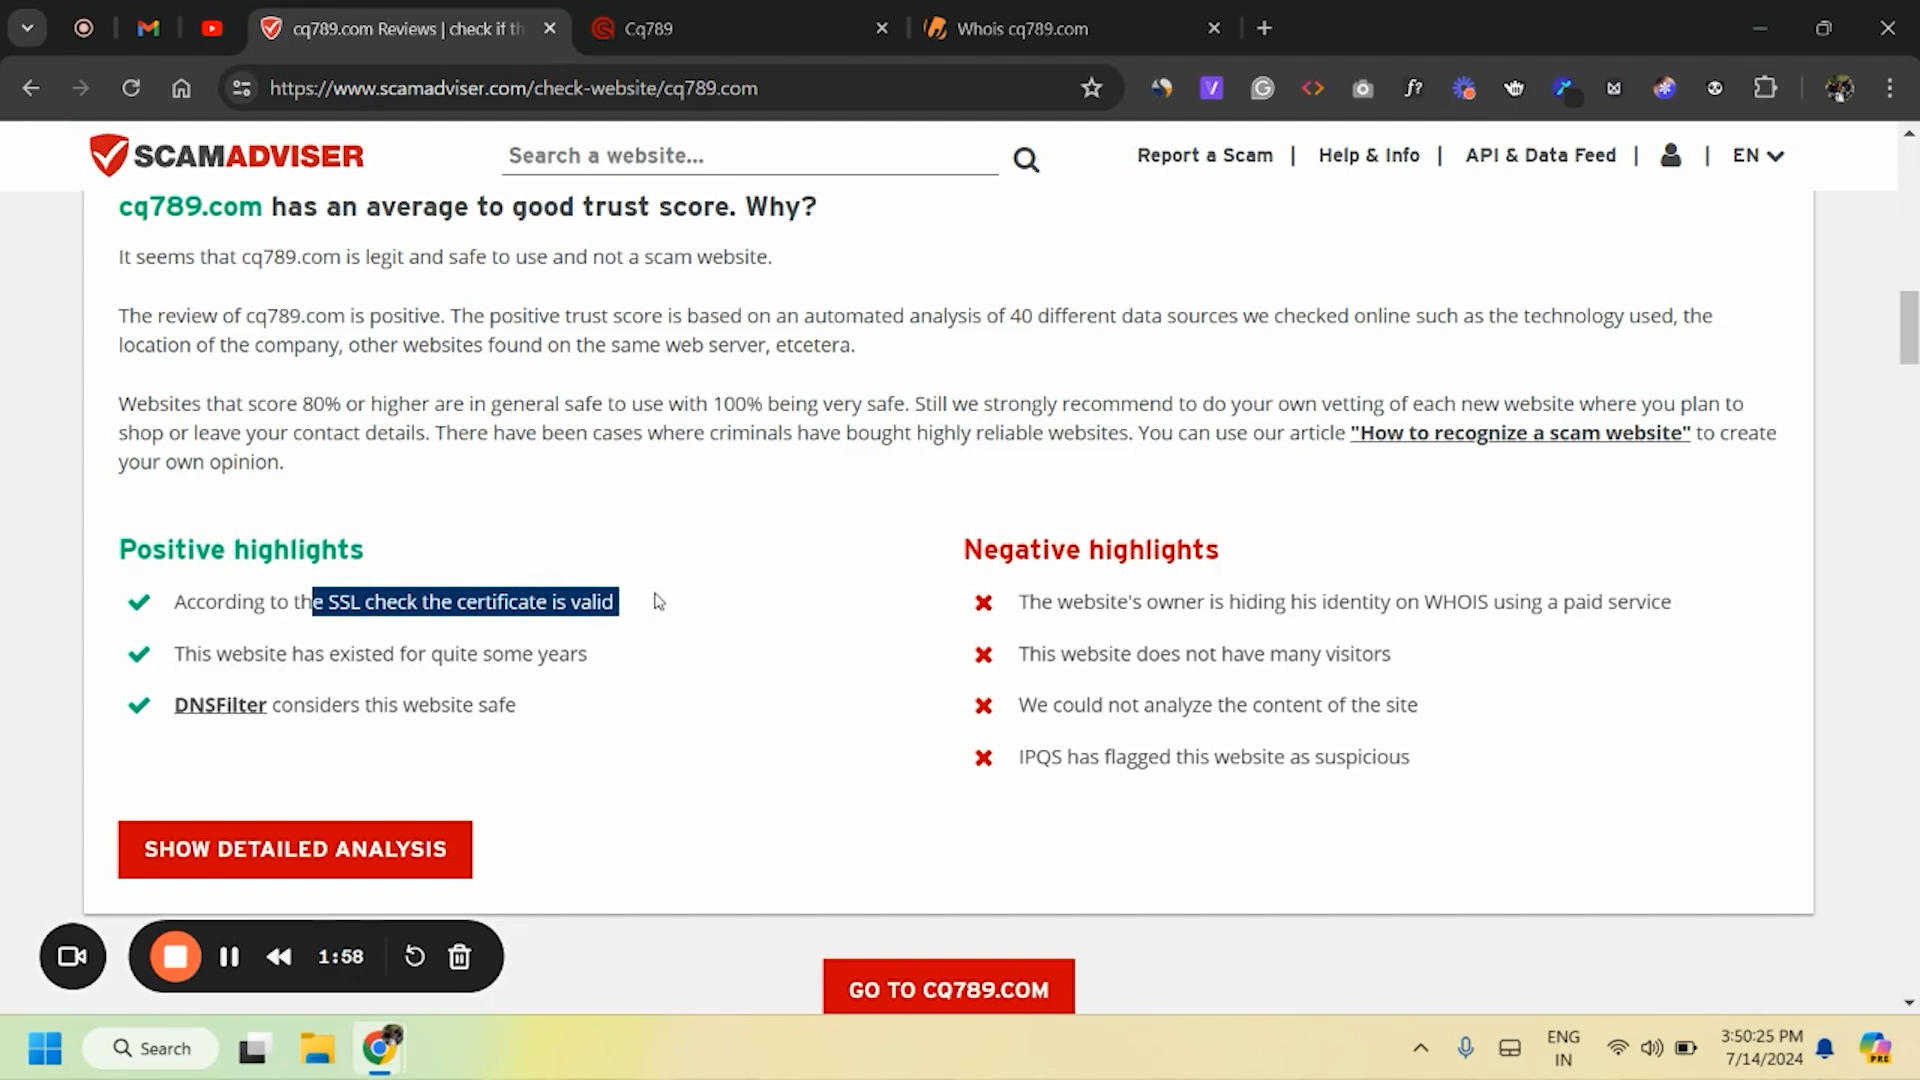 cq789.com Reviews | check if th
Cq789
Whois cq789.com
https://www.scamadviser.com/check-website/cq789.com
SCAMADVISER
Search a website...
Report a Scam | Help & Info | API & Data Feed | | EN
cq789.com has an average to good trust score. Why?
It seems that cq789.com is legit and safe to use and not a scam website.
The review of cq789.com is positive. The positive trust score is based on an automated analysis of 40 different data sources we checked online such as the technology used, the
location of the company, other websites found on the same web server, etcetera.
Websites that score 80% or higher are in general safe to use with 100% being very safe. Still we strongly recommend to do your own vetting of each new website where you plan to
shop or leave your contact details. There have been cases where criminals have bought highly reliable websites. You can use our article "How to recognize a scam website" to create
your own opinion.
Positive highlights
According to the SSL check the certificate is valid
This website has existed for quite some years
DNSFilter considers this website safe
Negative highlights
The website's owner is hiding his identity on WHOIS using a paid service
This website does not have many visitors
We could not analyze the content of the site
IPQS has flagged this website as suspicious
SHOW DETAILED ANALYSIS
1:58
GO TO CQ789.COM
Search
ENG
IN
3:50:25 PM
7/14/2024
PRE